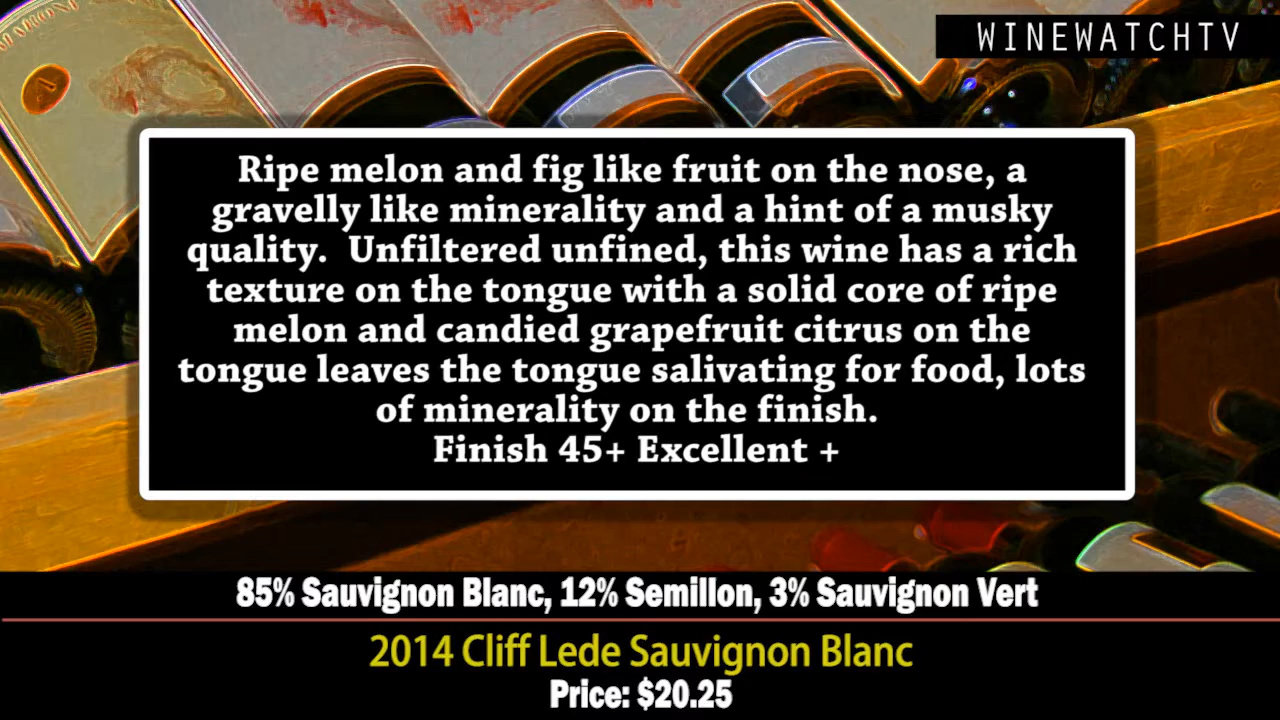 WINEWATCHTV
Ripe melon and fig like fruit on the nose, a
gravelly like minerality and a hint of a musky
quality.  Unfiltered unfined, this wine has a rich
texture on the tongue with a solid core of ripe
melon and candied grapefruit citrus on the
tongue leaves the tongue salivating for food, lots
of minerality on the finish.
Finish 45+ Excellent +
85% Sauvignon Blanc, 12% Semillon, 3% Sauvignon Vert
2014 Cliff Lede Sauvignon Blanc
Price: $20.25